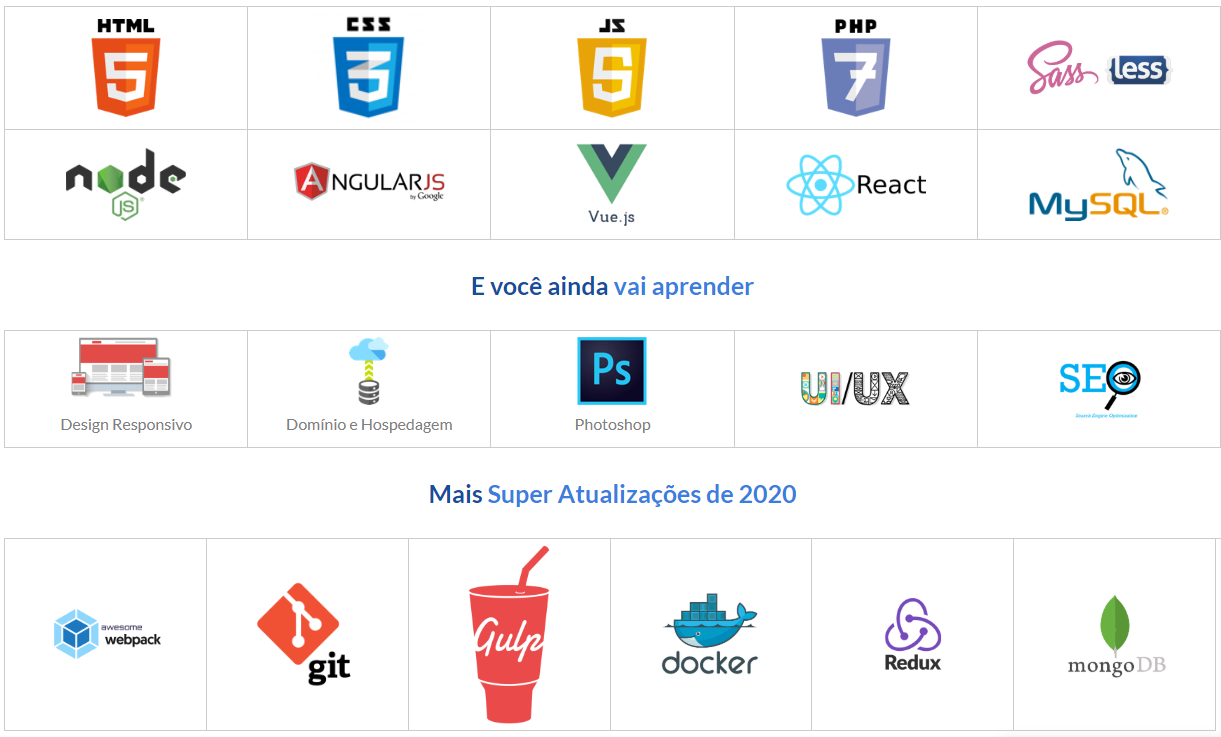 HTML
5
CSS
3
JS
5
PHP
7
Sass {less}
node
JS®
ANGULARJS
by Google
Vue.js
React
MySQL®
E você ainda vai aprender
Design Responsivo
Domínio e Hospedagem
Ps
Photoshop
UI/UX
SEO
Search Engine Optimization
Mais Super Atualizações de 2020
awesome
webpack
git
Gulp
docker
Redux
mongoDB